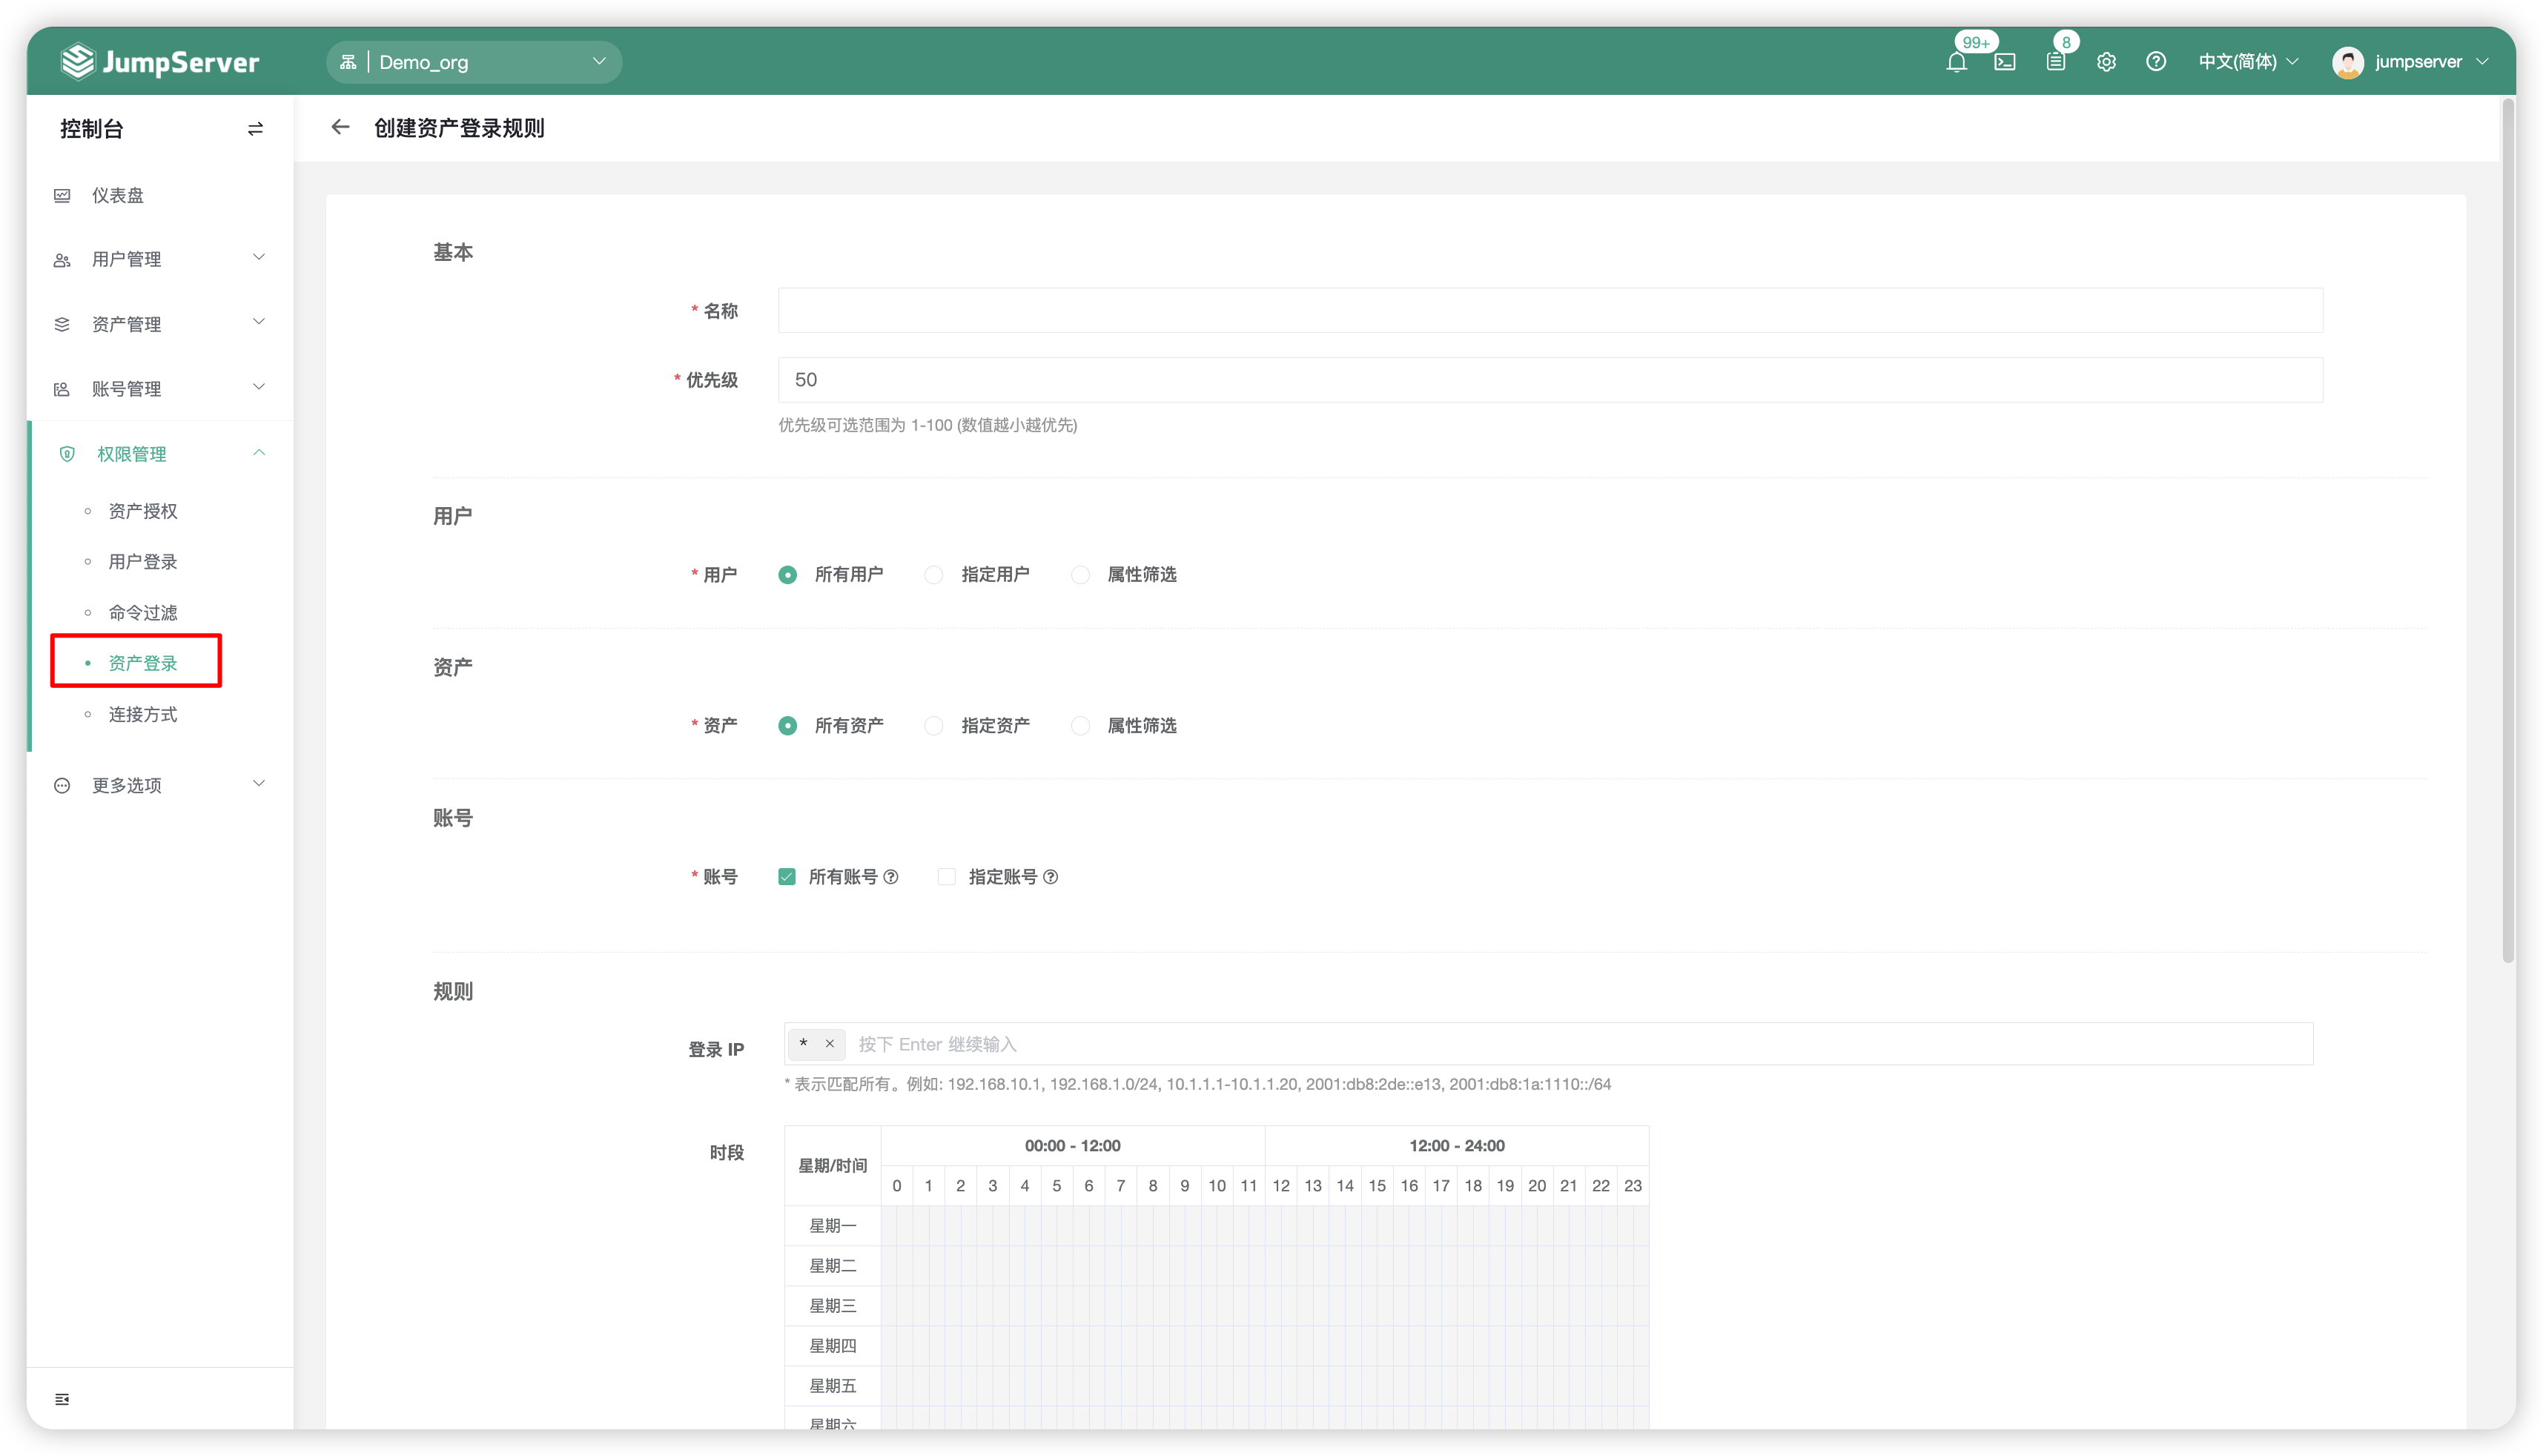 JumpServer
Demo_org
99+
8
中文(简体)
jumpserver
控制台
仪表盘
用户管理
资产管理
账号管理
权限管理
资产授权
用户登录
命令过滤
资产登录
连接方式
更多选项
创建资产登录规则
基本
* 名称
* 优先级
50
优先级可选范围为 1-100 (数值越小越优先)
用户
* 用户 所有用户 指定用户 属性筛选
资产
* 资产 所有资产 指定资产 属性筛选
账号
* 账号 所有账号 指定账号
规则
登录 IP * × 按下 Enter 继续输入
* 表示匹配所有。例如: 192.168.10.1, 192.168.1.0/24, 10.1.1.1-10.1.1.20, 2001:db8:2de::e13, 2001:db8:1a:1110::/64
时段
星期/时间
00:00 - 12:00 12:00 - 24:00
0 1 2 3 4 5 6 7 8 9 10 11 12 13 14 15 16 17 18 19 20 21 22 23
星期一
星期二
星期三
星期四
星期五
星期六